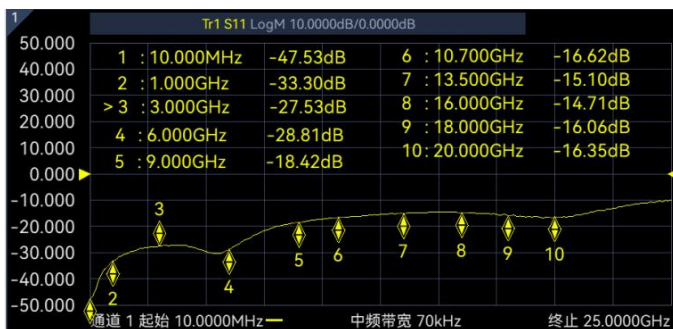 1
Tr1 S11 LogM 10.0000dB/0.0000dB
50.000
40.000
30.000
20.000
10.000
0.000
-10.000
-20.000
-30.000
-40.000
-50.000
1 :10.000MHz -47.53dB
2 :1.000GHz -33.30dB
>3 :3.000GHz -27.53dB
4 :6.000GHz -28.81dB
5 :9.000GHz -18.42dB
6 :10.700GHz -16.62dB
7 :13.500GHz -15.10dB
8 :16.000GHz -14.71dB
9 :18.000GHz -16.06dB
10:20.000GHz -16.35dB
3
2
4
5
6
7
8
9
10
通道 1 起始 10.0000MHz 中频带宽 70kHz 终止 25.0000GHz